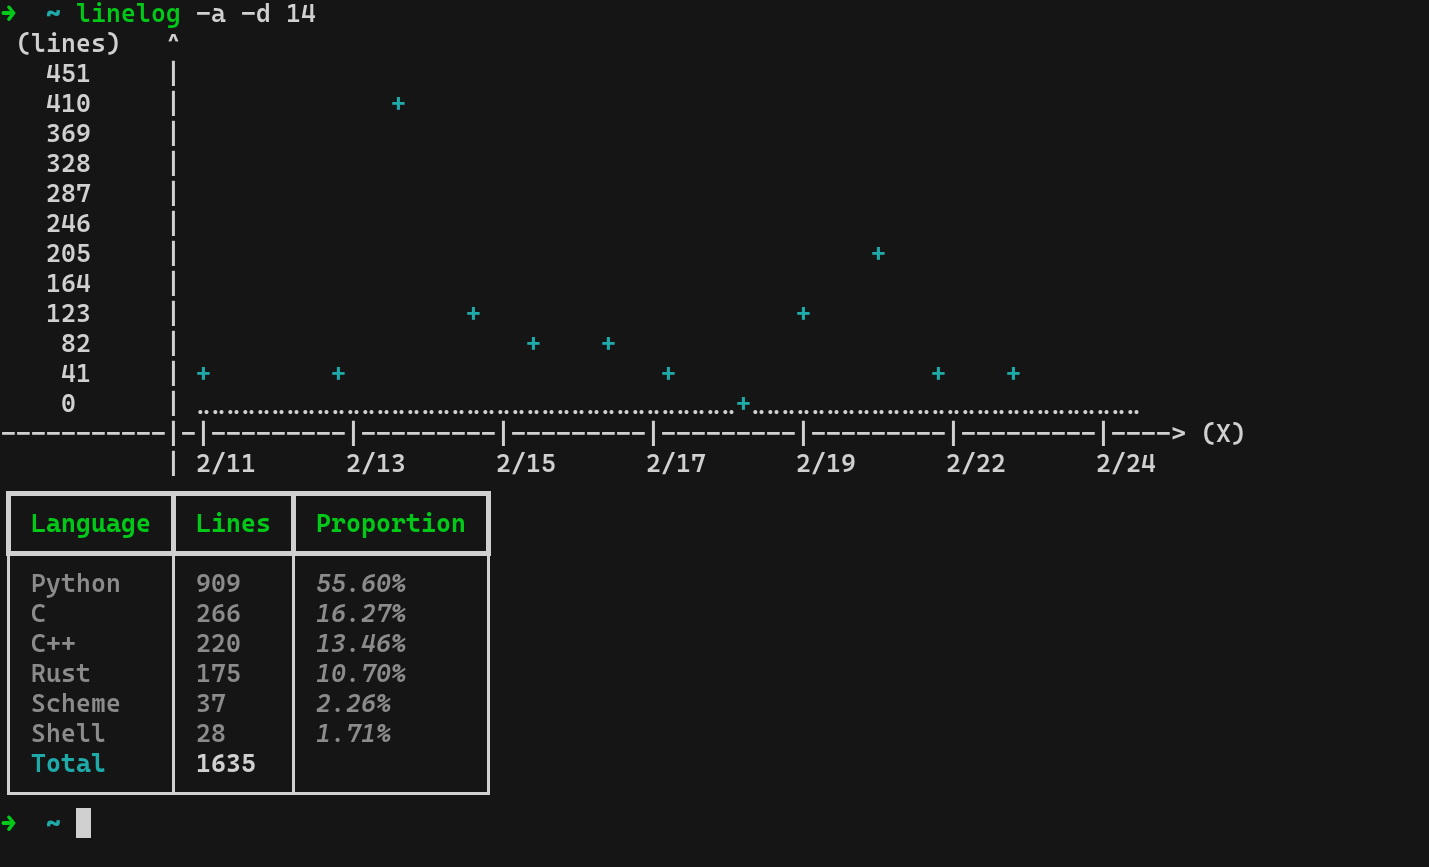 ➜  ~ linelog -a -d 14
(lines)   ^
451      |
410      |              +
369      |
328      |
287      |
246      |
205      |                                              +
164      |
123      |                   +                     +
82      |                       +    +
41      | +        +                     +                 +    +
0      | ....................................+..........................
-----------|-|---------|---------|---------|---------|---------|---------|----> (X)
| 2/11      2/13      2/15      2/17      2/19      2/22      2/24
Language Lines Proportion
Python 909 55.60%
C 266 16.27%
C++ 220 13.46%
Rust 175 10.70%
Scheme 37 2.26%
Shell 28 1.71%
Total 1635
➜  ~